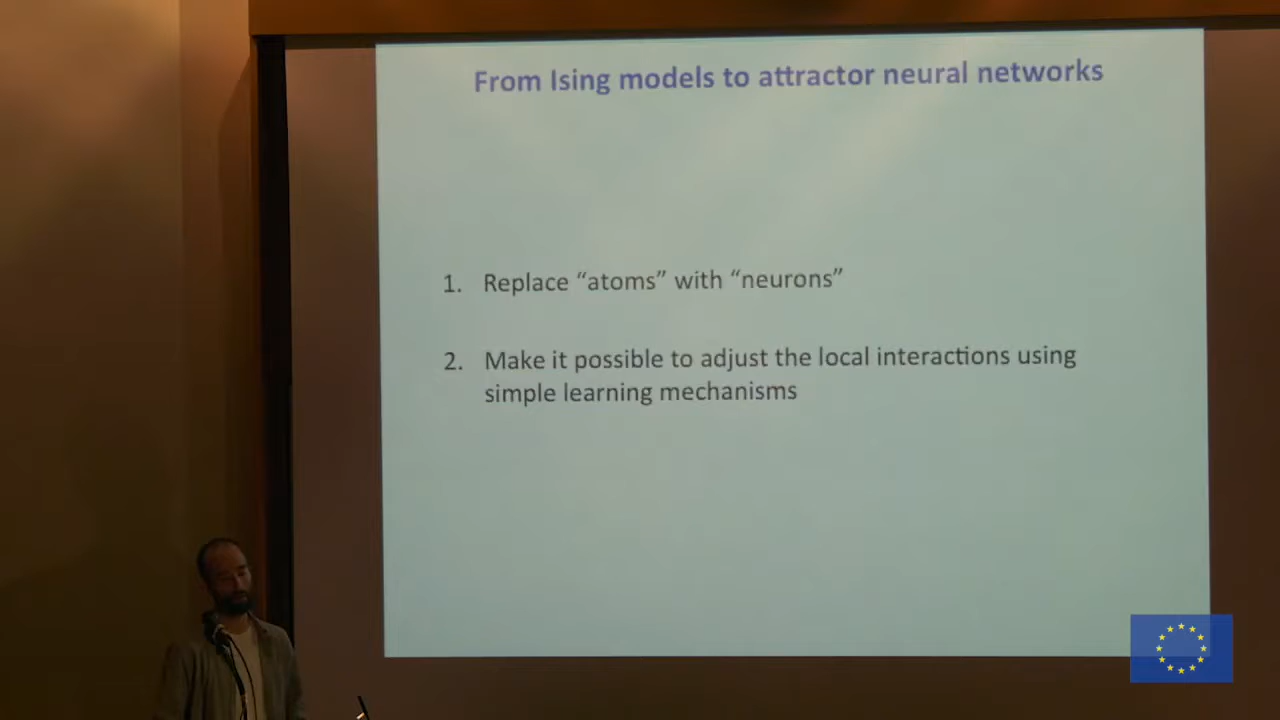 From Ising models to attractor neural networks
1. Replace “atoms” with “neurons”
2. Make it possible to adjust the local interactions using
simple learning mechanisms